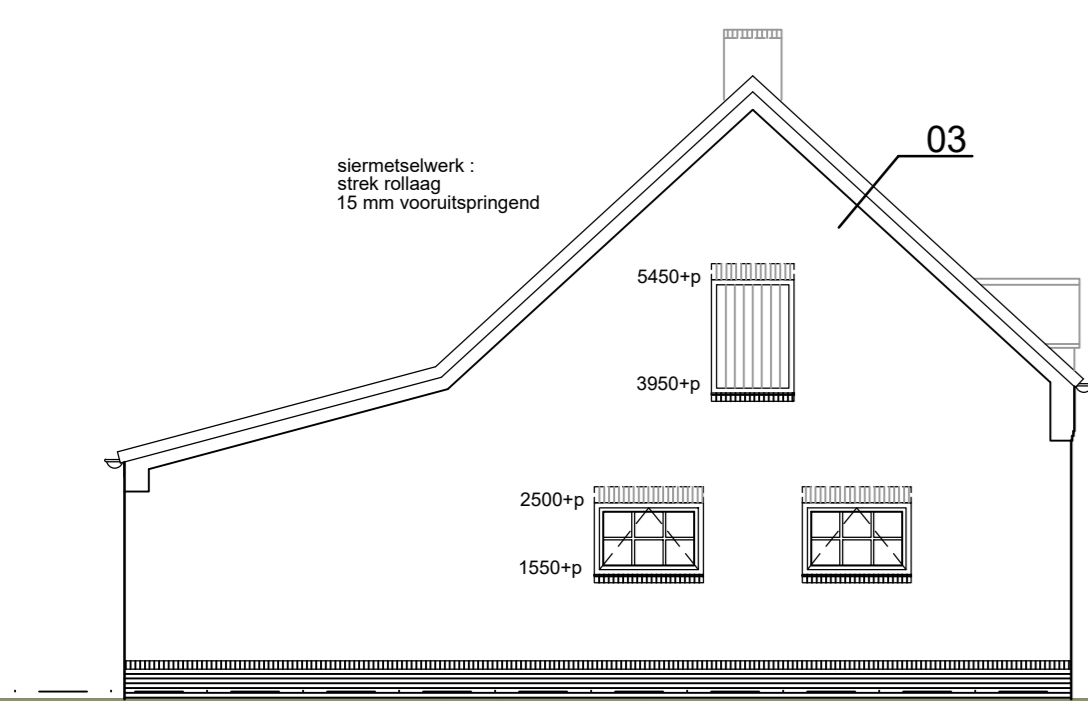 03
siermetselwerk :
strek rollaag
15 mm vooruitspringend
5450+p
3950+p
2500+p
1550+p